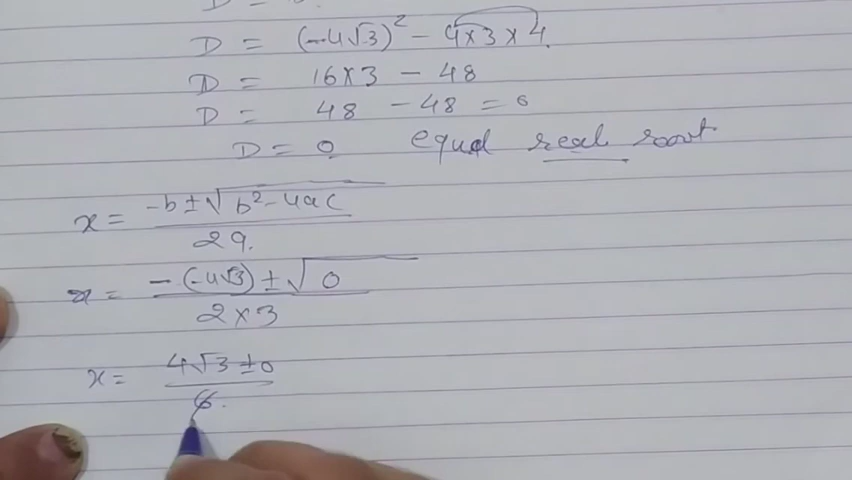 D = (-4√3)² - 4×3×4
D = 16×3 - 48
D = 48 - 48 = 0
D = 0 equal real root
x = -b±√b²-4ac
2a.
x = -(-4√3)±√0
2×3
x = 4√3±0
6.